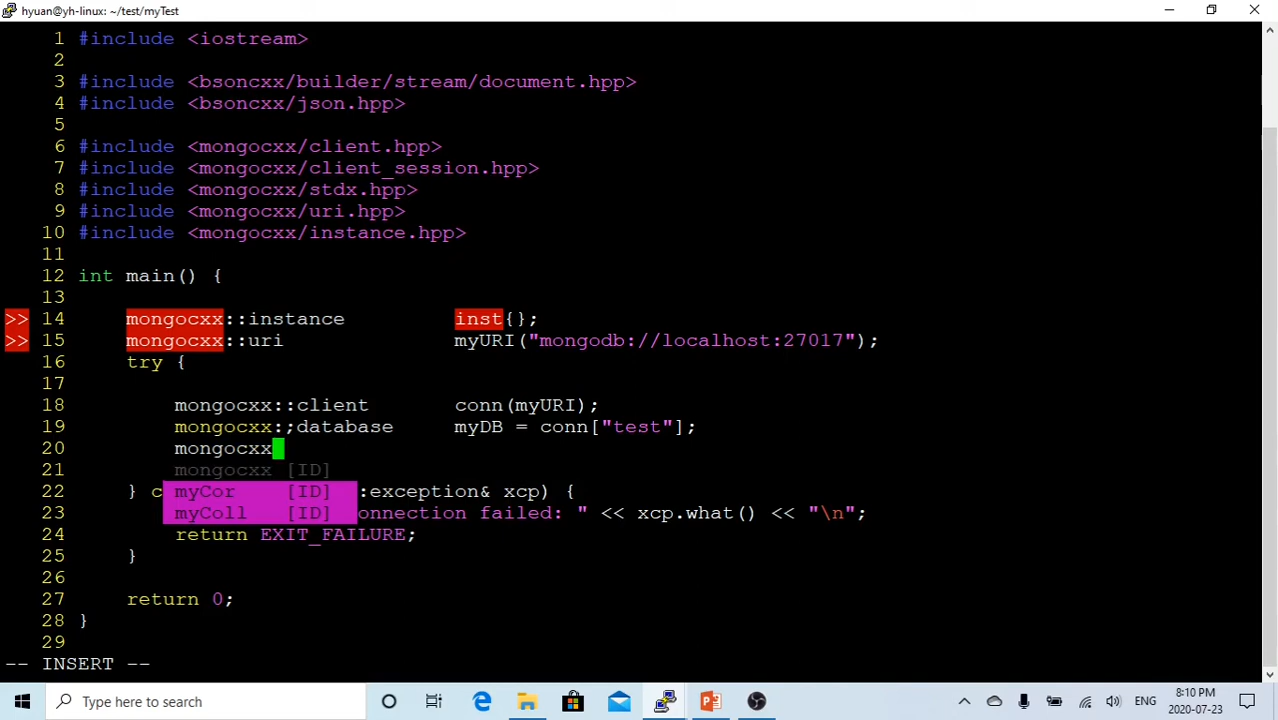 hyuan@yh-linux: ~/test/myTest
1 #include <iostream>
2
3 #include <bsoncxx/builder/stream/document.hpp>
4 #include <bsoncxx/json.hpp>
5
6 #include <mongocxx/client.hpp>
7 #include <mongocxx/client_session.hpp>
8 #include <mongocxx/stdx.hpp>
9 #include <mongocxx/uri.hpp>
10 #include <mongocxx/instance.hpp>
11
12 int main() {
13
>> 14 mongocxx::instance inst{};
>> 15 mongocxx::uri myURI("mongodb://localhost:27017");
16 try {
17
18 mongocxx::client conn(myURI);
19 mongocxx:;database myDB = conn["test"];
20 mongocxx
21 mongocxx [ID]
22 } c myCor [ID] :exception& xcp) {
23 myColl [ID] onnection failed: " << xcp.what() << "\n";
24 return EXIT_FAILURE;
25 }
26
27 return 0;
28 }
29
-- INSERT --
Type here to search
ENG
8:10 PM
2020-07-23